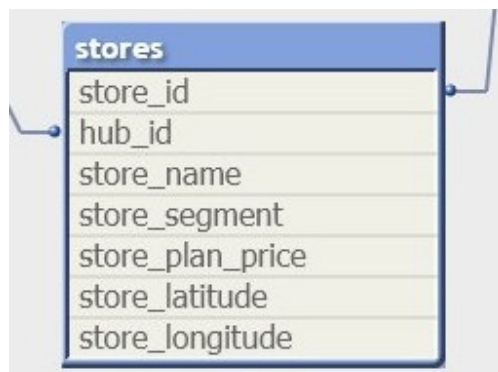 stores
store_id
hub_id
store_name
store_segment
store_plan_price
store_latitude
store_longitude